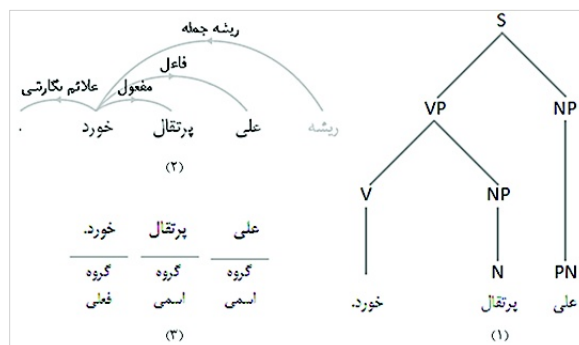 S
VP NP
V NP
N PN
علی پرتقال خورد.
(۱)
ریشه جمله
فاعل
مفعول علائم نگارشی
ریشه علی پرتقال خورد .
(۲)
علی پرتقال خورد.
گروه گروه گروه
اسمی اسمی فعلی
(۳)